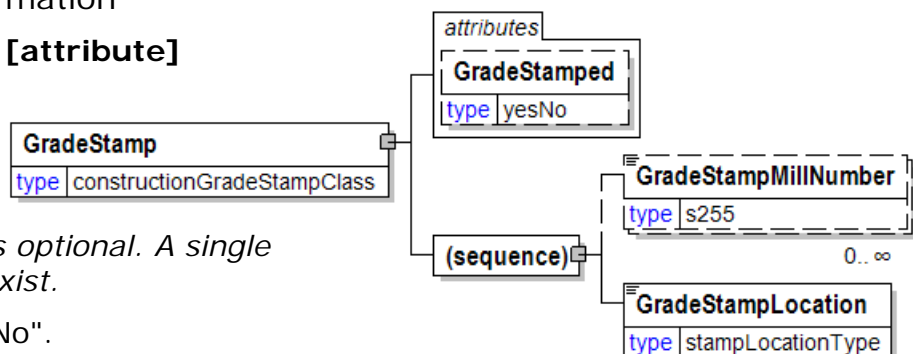 rmation
[attribute]
attributes
GradeStamped
type yesNo
GradeStamp
type constructionGradeStampClass
GradeStampMillNumber
type s255
0.. ∞
(sequence)
GradeStampLocation
type stampLocationType
s optional. A single
xist.
No".